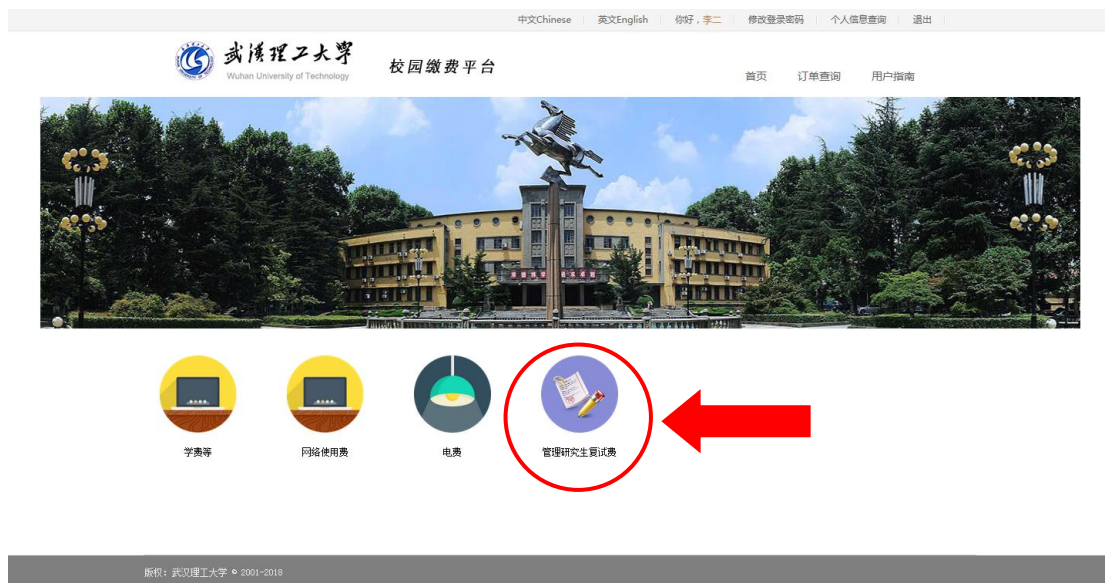 中文Chinese 英文English 你好，李二 修改登录密码 个人信息查询 退出
武漢理工大学
Wuhan University of Technology
校园缴费平台
首页 订单查询 用户指南
学费等 网络使用费 电费 管理研究生复试费
版权：武汉理工大学 © 2001-2018